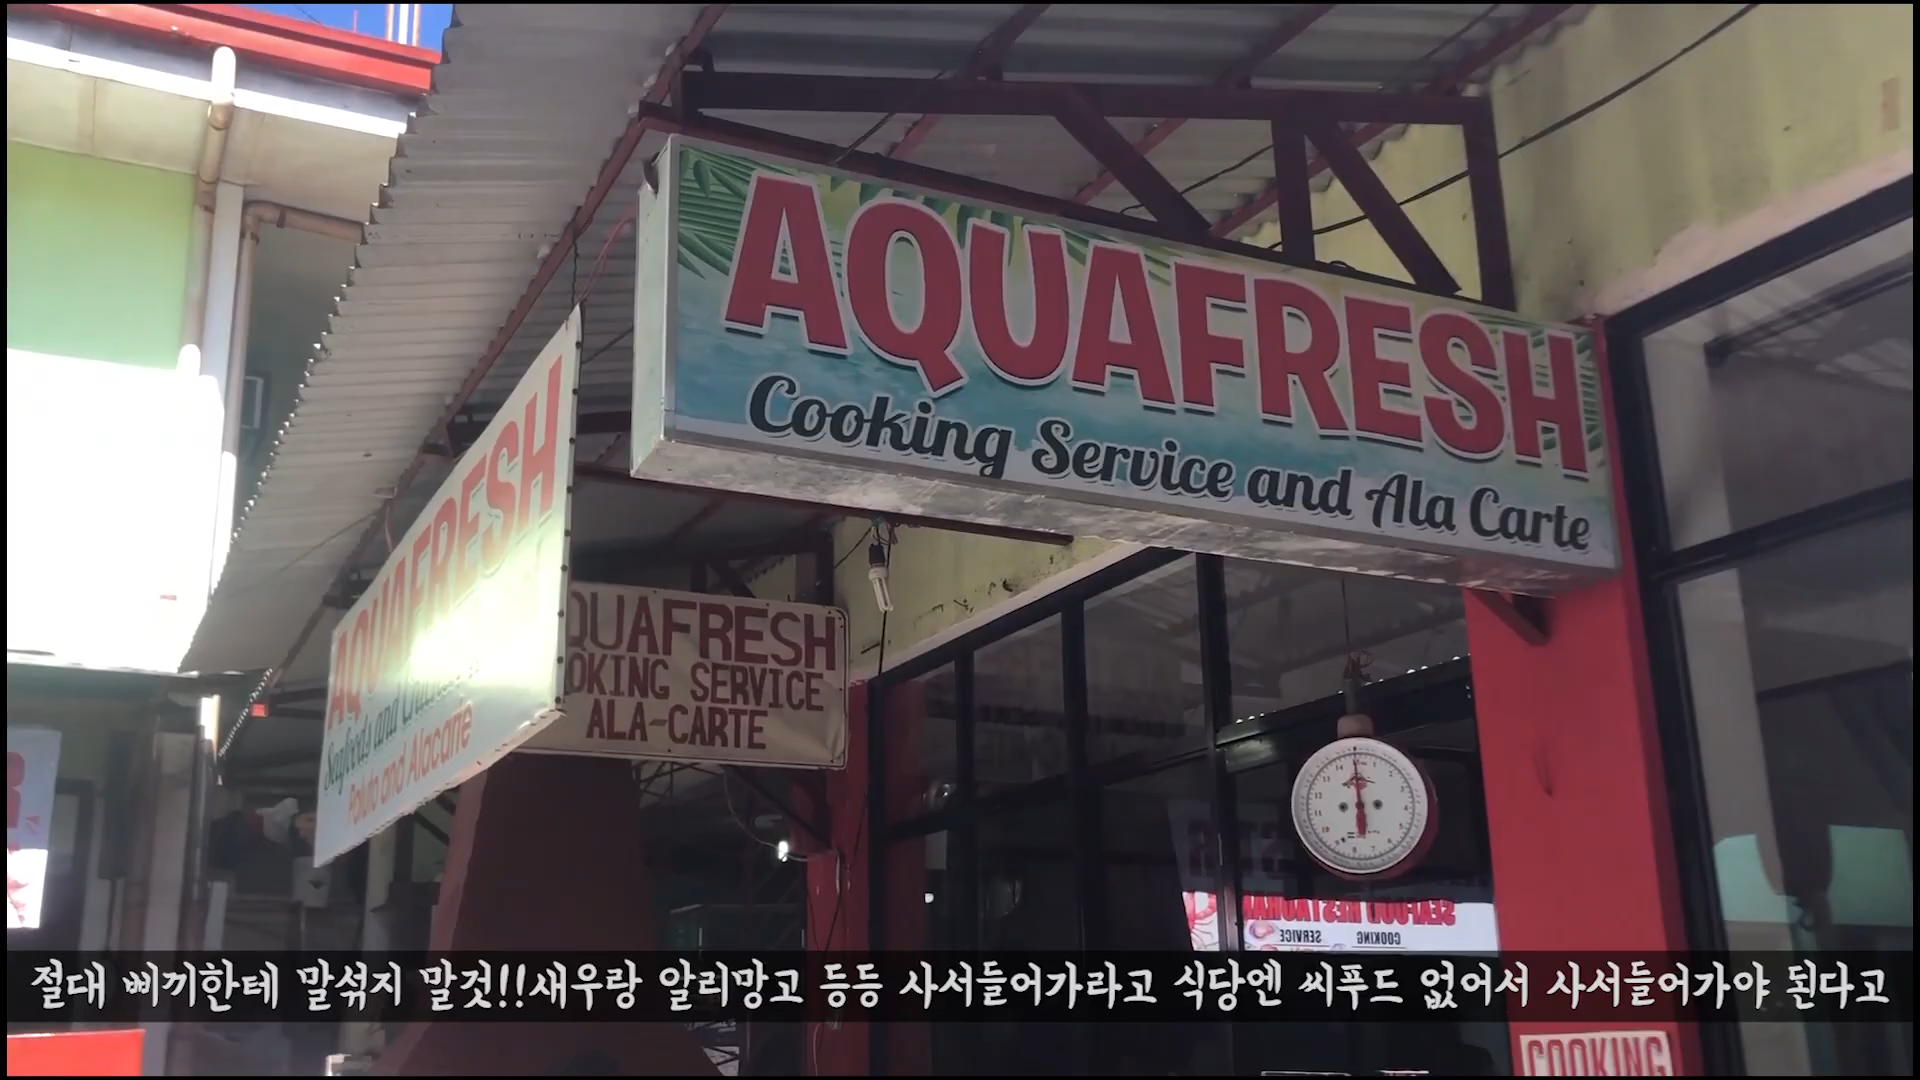 AQUAFRESH
Cooking Service and Ala Carte
AQUAFRESH
Seafoods and
Paluto and Alacarte
QUAFRESH
OKING SERVICE
ALA-CARTE
SEAFOOD RESTAURAN
COOKING SERVICE
COOKING
절대 삐끼한테 말섞지 말것!!새우랑 알리망고 등등 사서들어가라고 식당엔 씨푸드 없어서 사서들어가야 된다고